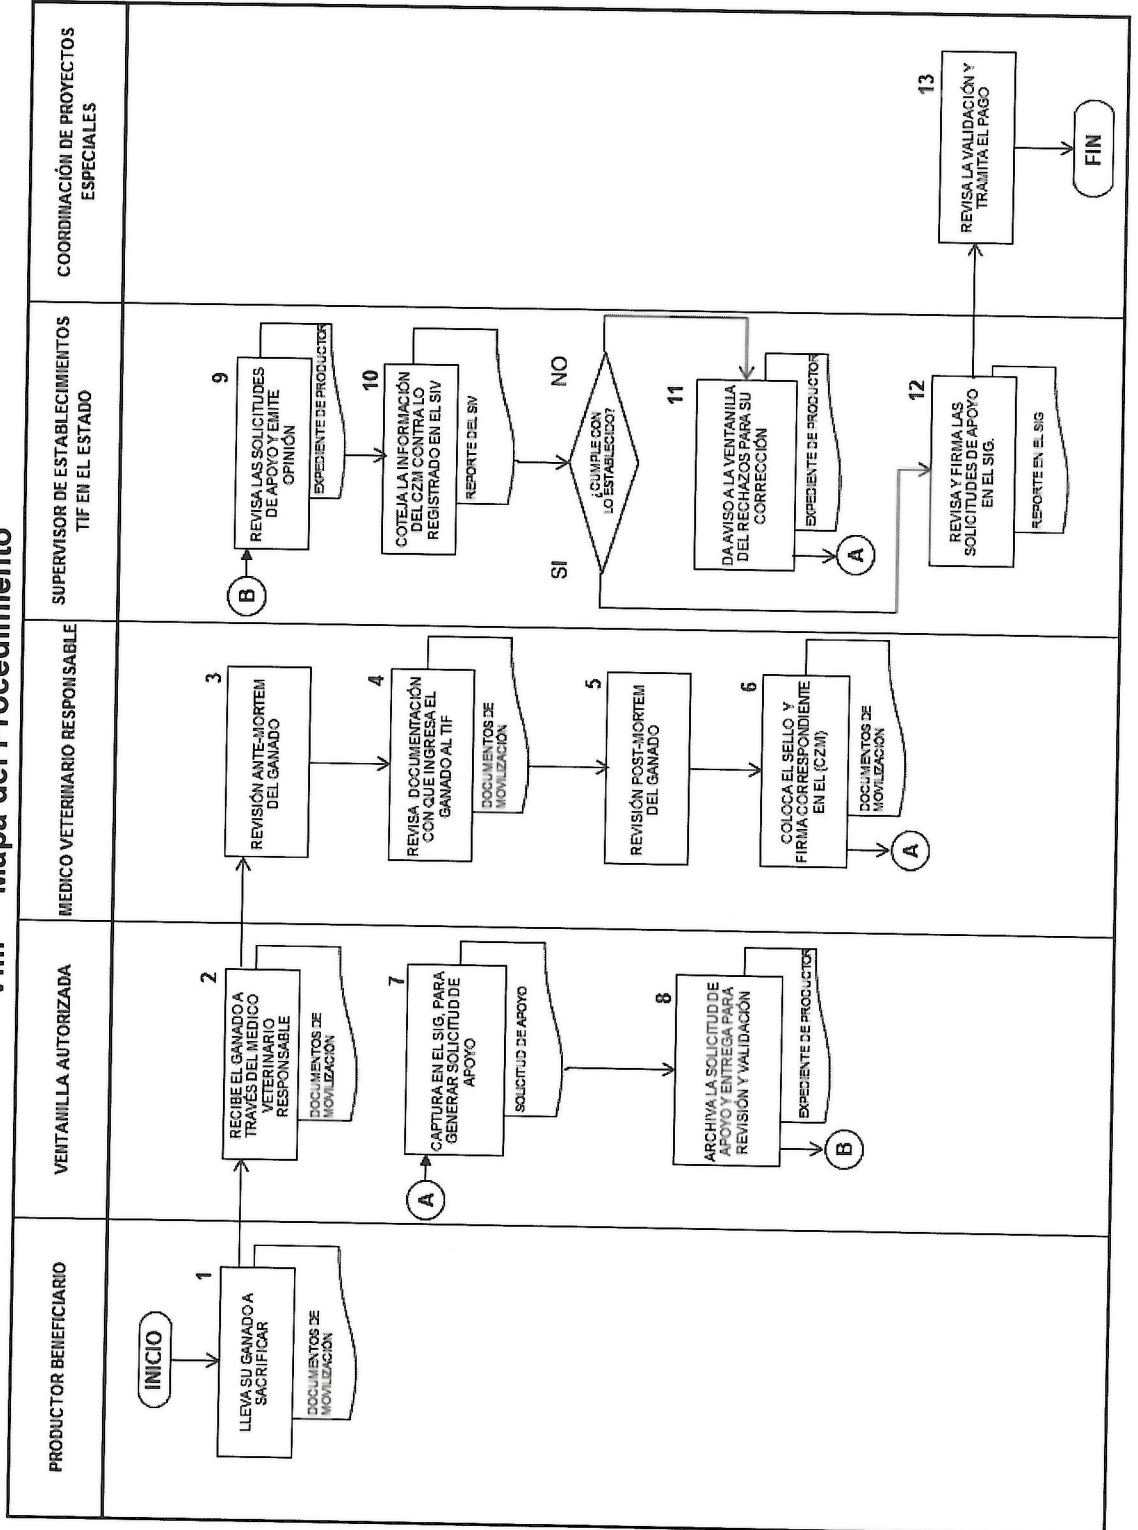 Mapa del Procedimiento
PRODUCTOR BENEFICIARIO
VENTANILLA AUTORIZADA
MEDICO VETERINARIO RESPONSABLE
SUPERVISOR DE ESTABLECIMIENTOS
TIF EN EL ESTADO
COORDINACIÓN DE PROYECTOS
ESPECIALES
INICIO
1
LLEVA SU GANADO A
SACRIFICAR
DOCUMENTOS DE
MOVILIZACIÓN
2
RECIBE EL GANADO A
TRAVÉS DEL MEDICO
VETERINARIO
RESPONSABLE
DOCUMENTOS DE
MOVILIZACIÓN
A
7
CAPTURA EN EL SIG, PARA
GENERAR SOLICITUD DE
APOYO
SOLICITUD DE APOYO
8
ARCHIVA LA SOLICITUD DE
APOYO Y ENTREGA PARA
REVISIÓN Y VALIDACIÓN
EXPEDIENTE DE PRODUCTOR
B
3
REVISIÓN ANTE-MORTEM
DEL GANADO
4
REVISA DOCUMENTACIÓN
CON QUE INGRESA EL
GANADO AL TIF
DOCUMENTOS DE
MOVILIZACIÓN
5
REVISIÓN POST-MORTEM
DEL GANADO
6
COLOCA EL SELLO Y
FIRMA CORRESPONDIENTE
EN EL (CZM)
DOCUMENTOS DE
MOVILIZACIÓN
A
B
9
REVISA LAS SOLICITUDES
DE APOYO Y EMITE
OPINIÓN
EXPEDIENTE DE PRODUCTOR
10
COTEJA LA INFORMACIÓN
DEL CZM CONTRA LO
REGISTRADO EN EL SIV
REPORTE DEL SIV
SI
¿CUMPLE CON
LO ESTABLECIDO?
NO
11
DA AVISO A LA VENTANILLA
DEL RECHAZOS PARA SU
CORRECCIÓN
EXPEDIENTE DE PRODUCTOR
A
12
REVISA Y FIRMA LAS
SOLICITUDES DE APOYO
EN EL SIG.
REPORTE EN EL SIG
13
REVISA LA VALIDACIÓN Y
TRAMITA EL PAGO
FIN